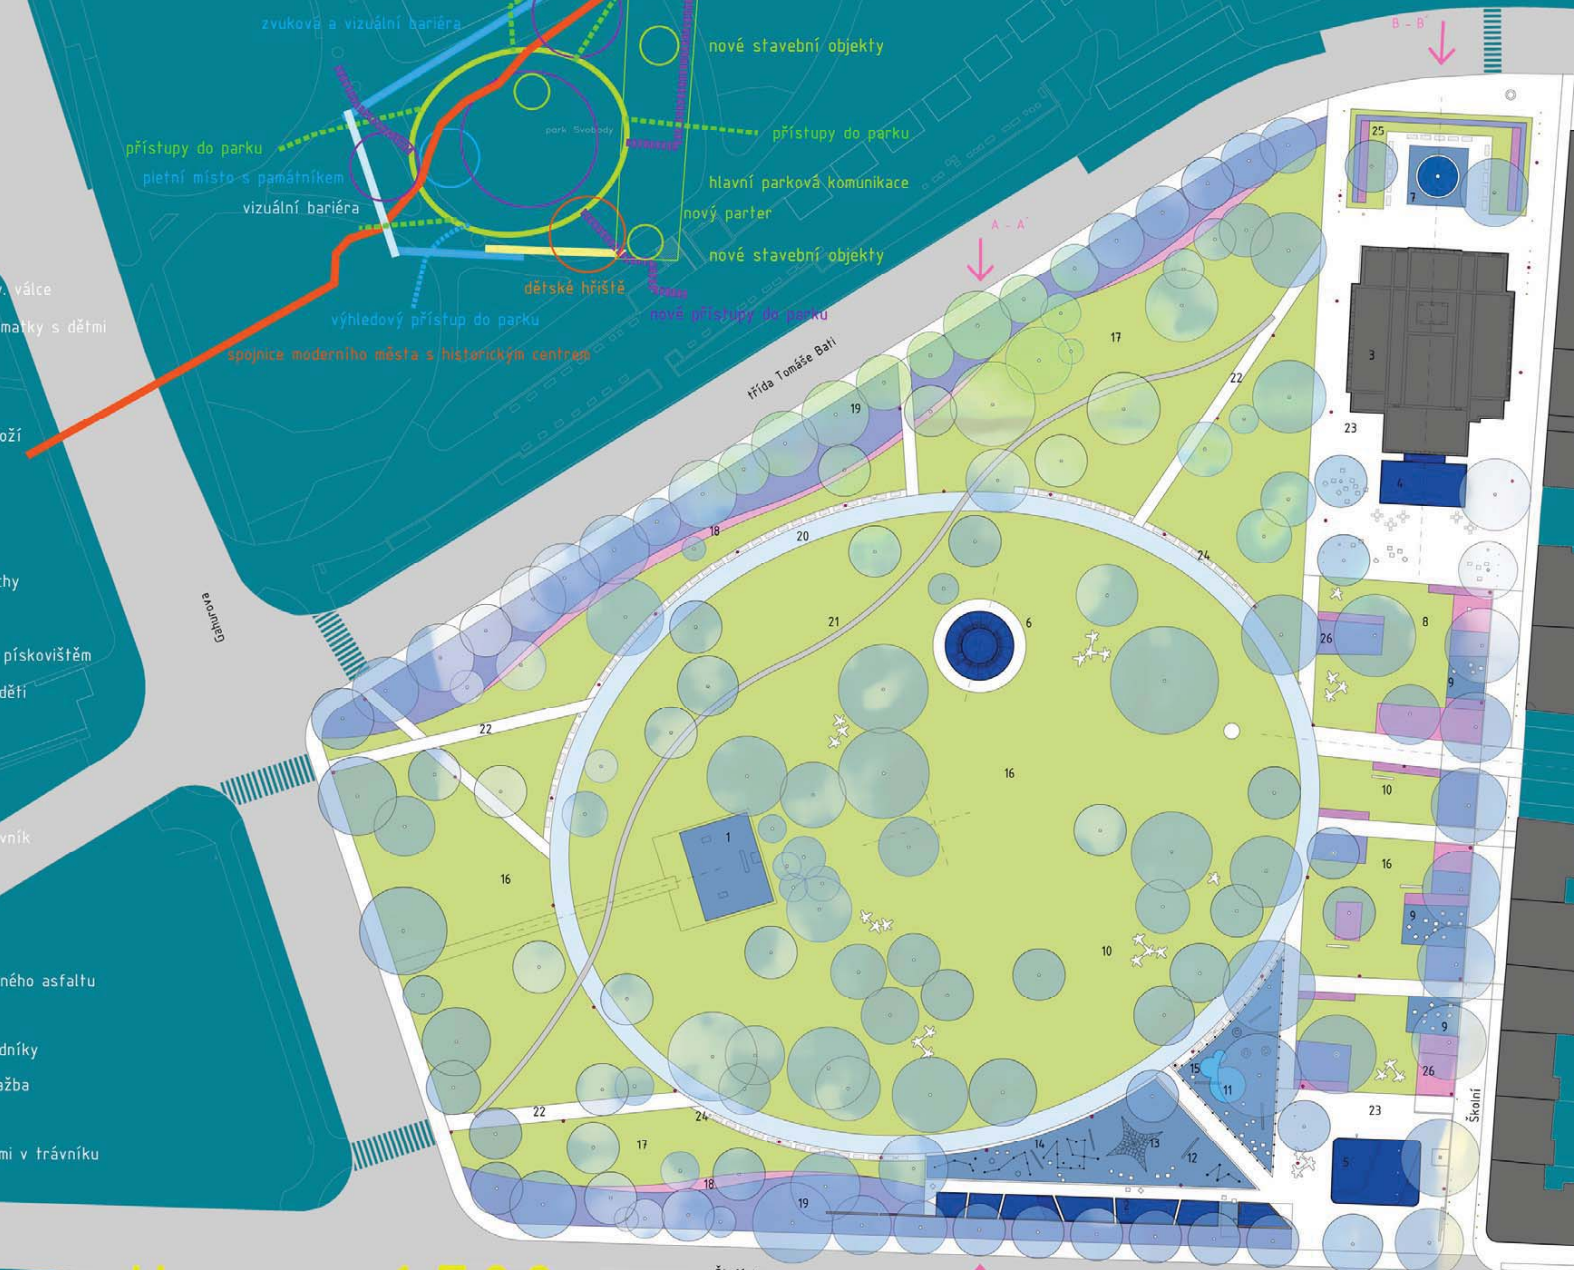 zvuková a vizuální bariéra
nové stavební objekty
park Svobody
přístupy do parku
přístupy do parku
pietní místo s památníkem
hlavní parková komunikace
vizuální bariéra
nový parter
nové stavební objekty
dětské hřiště
nové přístupy do parku
výhledový přístup do parku
spojnice moderního města s historickým centrem
v. válce
matky s dětmi
oží
chy
pískovištěm
dětí
vník
ného asfaltu
dníky
ažba
mi v trávníku
B - B´
A - A´
třída Tomáše Bati
Gahurova
Školní
25
7
17
3
22
19
23
4
18
20
24
21
6
8
26
9
22
16
10
1
16
16
9
10
9
15
11
26
22
24
23
17
14
13
12
5
18
19
2